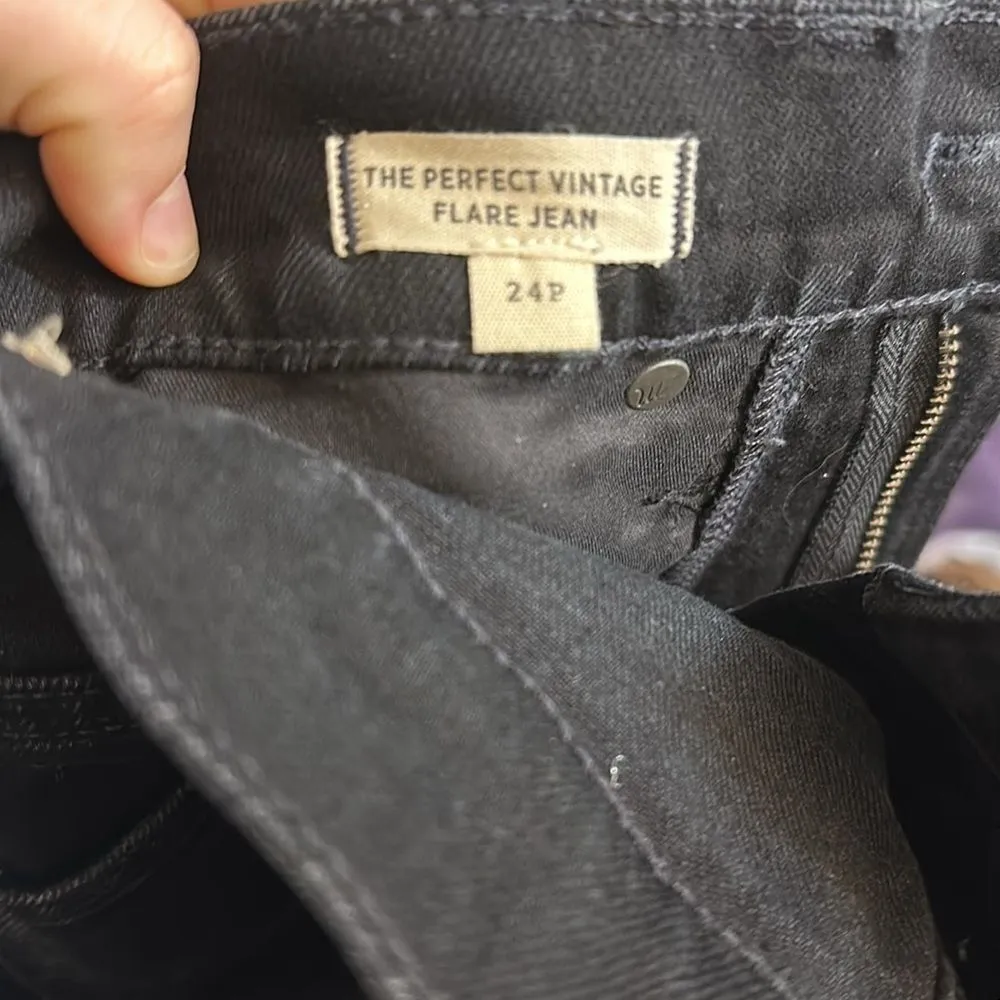 THE PERFECT VINTAGE
FLARE JEAN
24P